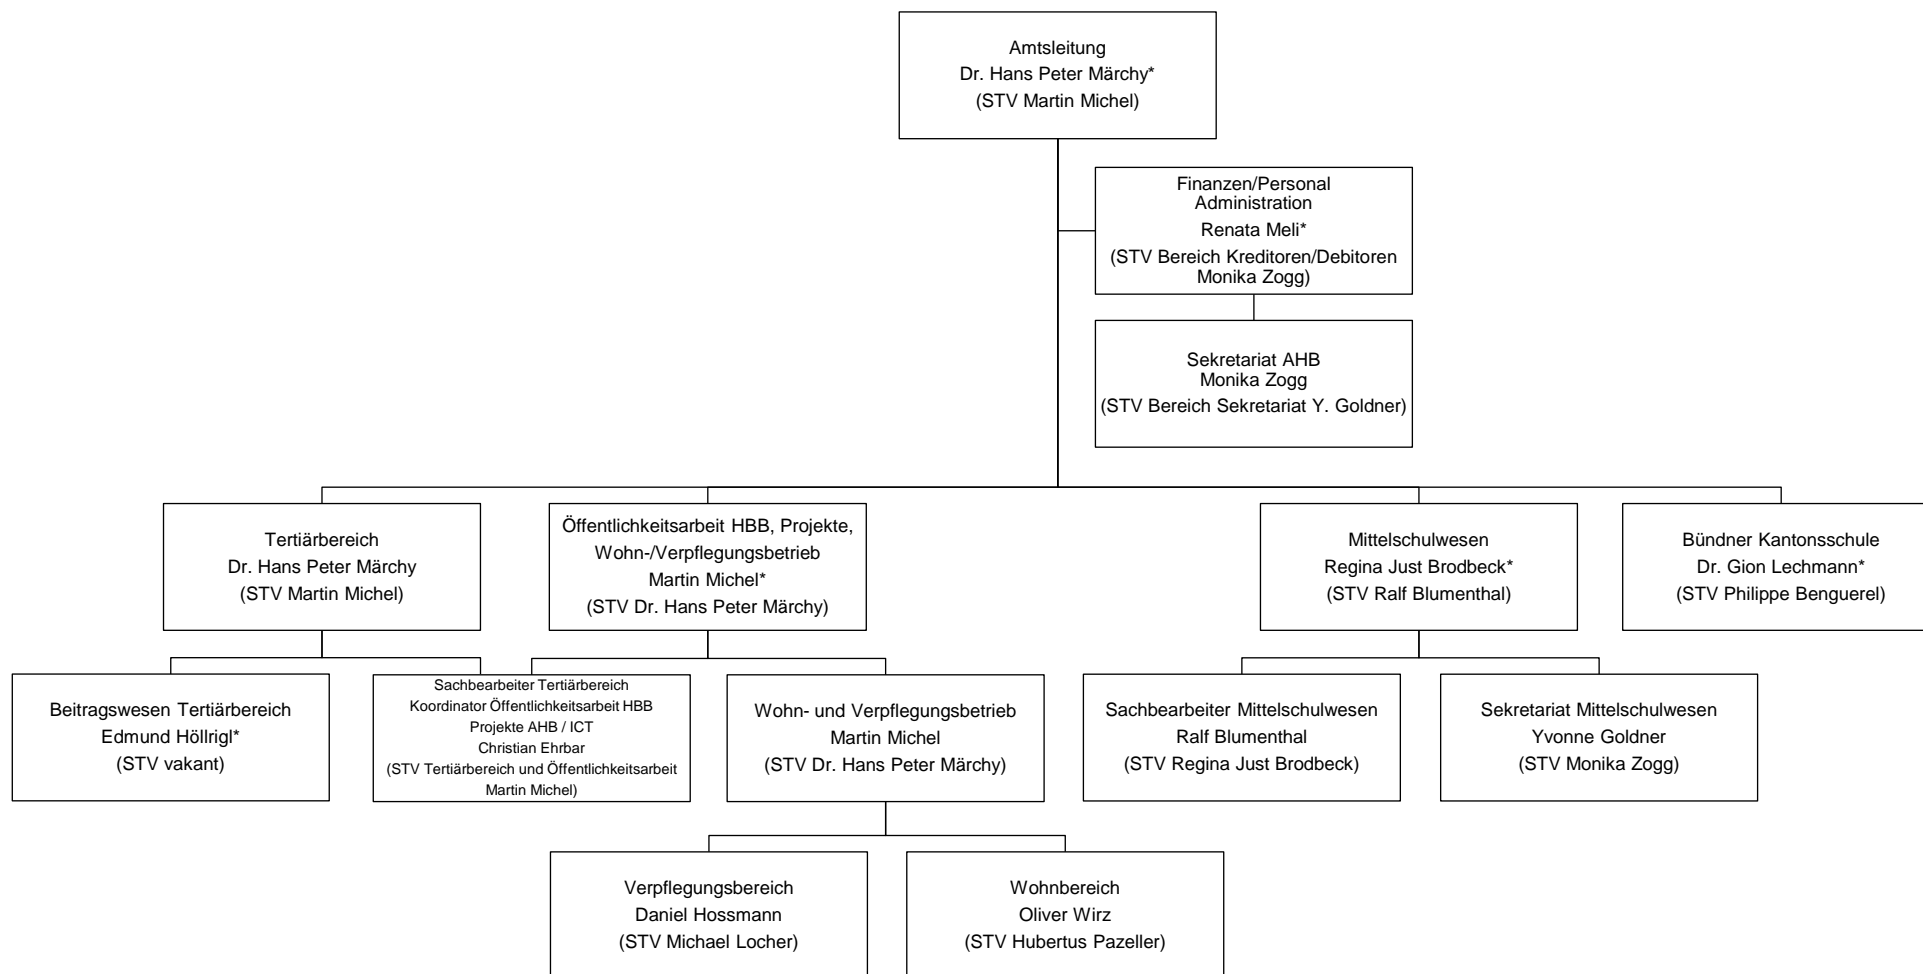 Amtsleitung
Dr. Hans Peter Märchy*
(STV Martin Michel)
Finanzen/Personal
Administration
Renata Meli*
(STV Bereich Kreditoren/Debitoren
Monika Zogg)
Sekretariat AHB
Monika Zogg
(STV Bereich Sekretariat Y. Goldner)
Tertiärbereich
Dr. Hans Peter Märchy
(STV Martin Michel)
Öffentlichkeitsarbeit HBB, Projekte,
Wohn-/Verpflegungsbetrieb
Martin Michel*
(STV Dr. Hans Peter Märchy)
Mittelschulwesen
Regina Just Brodbeck*
(STV Ralf Blumenthal)
Bündner Kantonsschule
Dr. Gion Lechmann*
(STV Philippe Benguerel)
Beitragswesen Tertiärbereich
Edmund Höllrigl*
(STV vakant)
Sachbearbeiter Tertiärbereich
Koordinator Öffentlichkeitsarbeit HBB
Projekte AHB / ICT
Christian Ehrbar
(STV Tertiärbereich und Öffentlichkeitsarbeit
Martin Michel)
Wohn- und Verpflegungsbetrieb
Martin Michel
(STV Dr. Hans Peter Märchy)
Sachbearbeiter Mittelschulwesen
Ralf Blumenthal
(STV Regina Just Brodbeck)
Sekretariat Mittelschulwesen
Yvonne Goldner
(STV Monika Zogg)
Verpflegungsbereich
Daniel Hossmann
(STV Michael Locher)
Wohnbereich
Oliver Wirz
(STV Hubertus Pazeller)